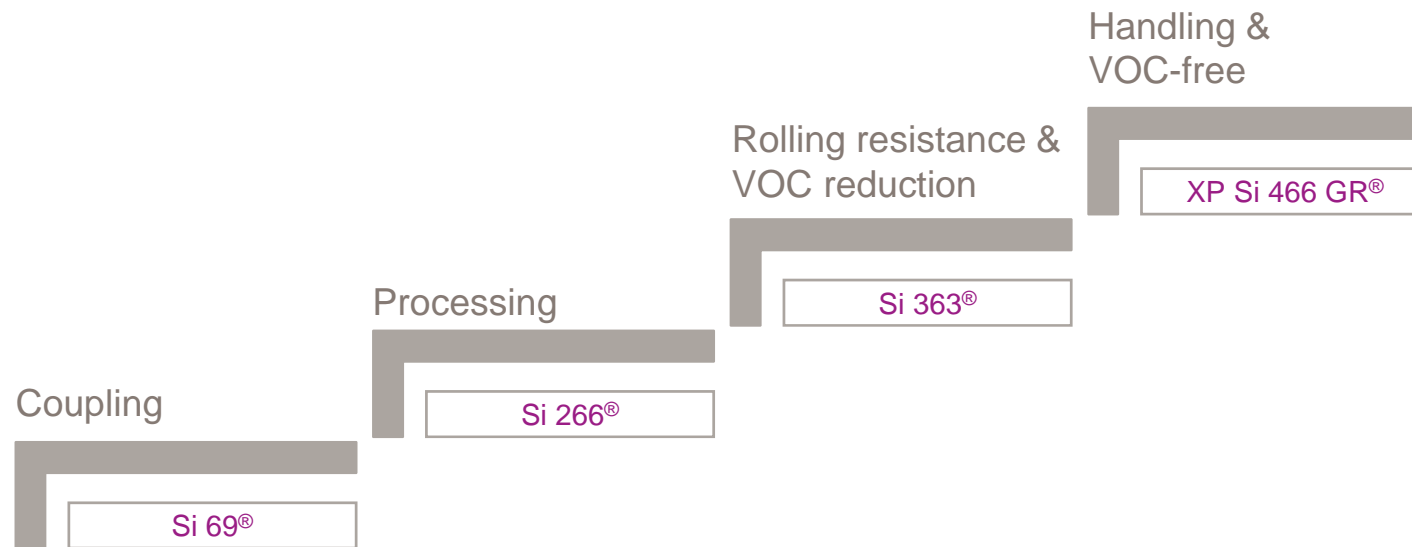 Handling &
VOC-free
XP Si 466 GR®
Rolling resistance &
VOC reduction
Si 363®
Processing
Si 266®
Coupling
Si 69®